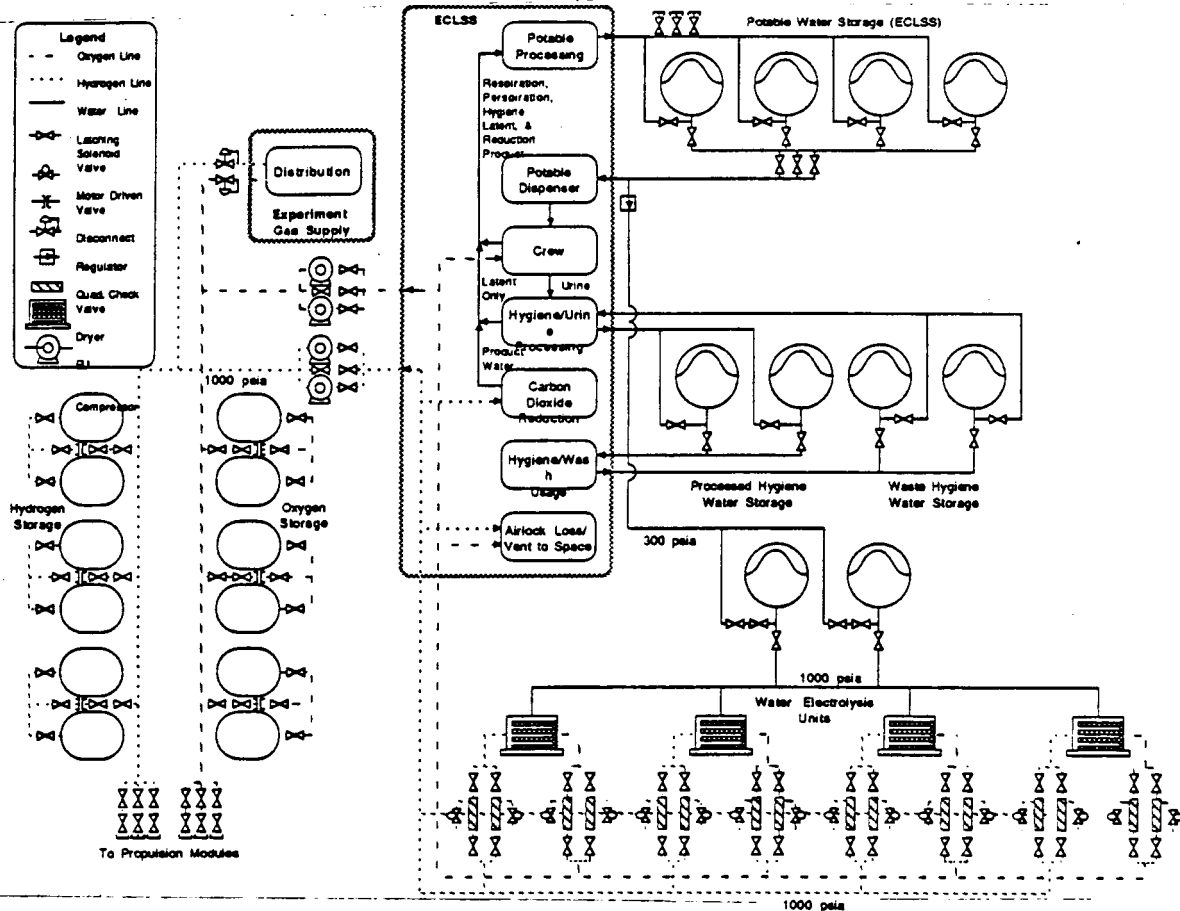 Legend
Oxygen Line
Hydrogen Line
Water Line
Latching
Solenoid
Valve
Motor Driven
Valve
Disconnect
Regulator
Quad. Check
Valve
Dryer
Compressor
ECLSS
Potable
Processing
Respiration,
Perspiration,
Hygiene
Latent, &
Reduction
Product
Potable
Dispenser
Crew
Latent
Only
Urine
Hygiene/Urin
e
Processing
Product
Water
Carbon
Dioxide
Reduction
Hygiene/Was
h
Usage
Airlock Loss/
Vent to Space
Potable Water Storage (ECLSS)
Distribution
Experiment
Gas Supply
1000 psia
Hydrogen
Storage
Oxygen
Storage
To Propulsion Modules
Processed Hygiene
Water Storage
Waste Hygiene
Water Storage
300 psia
1000 psia
Water Electrolysis
Units
1000 psia